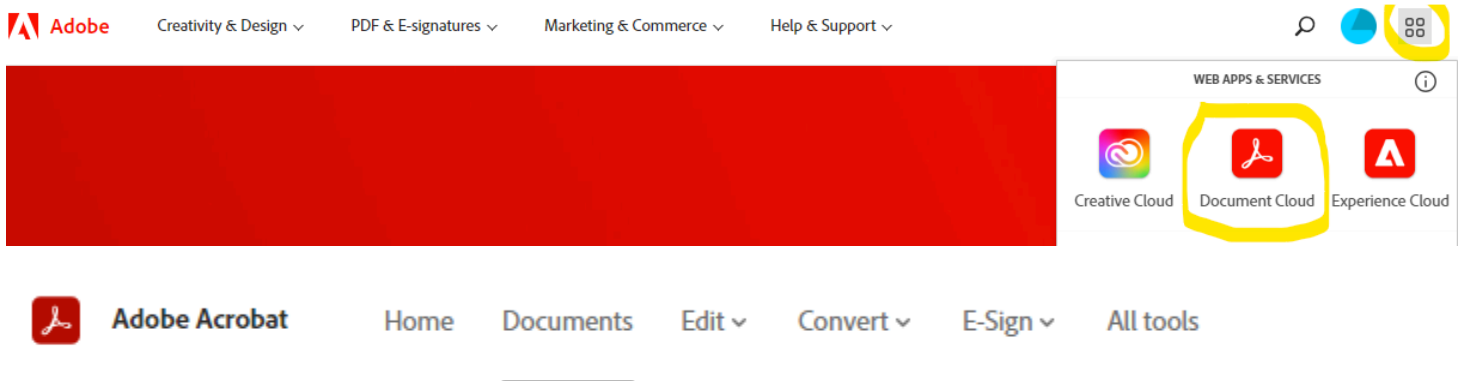 Adobe Creativity & Design PDF & E-signatures Marketing & Commerce Help & Support
WEB APPS & SERVICES
Creative Cloud Document Cloud Experience Cloud
Adobe Acrobat Home Documents Edit Convert E-Sign All tools